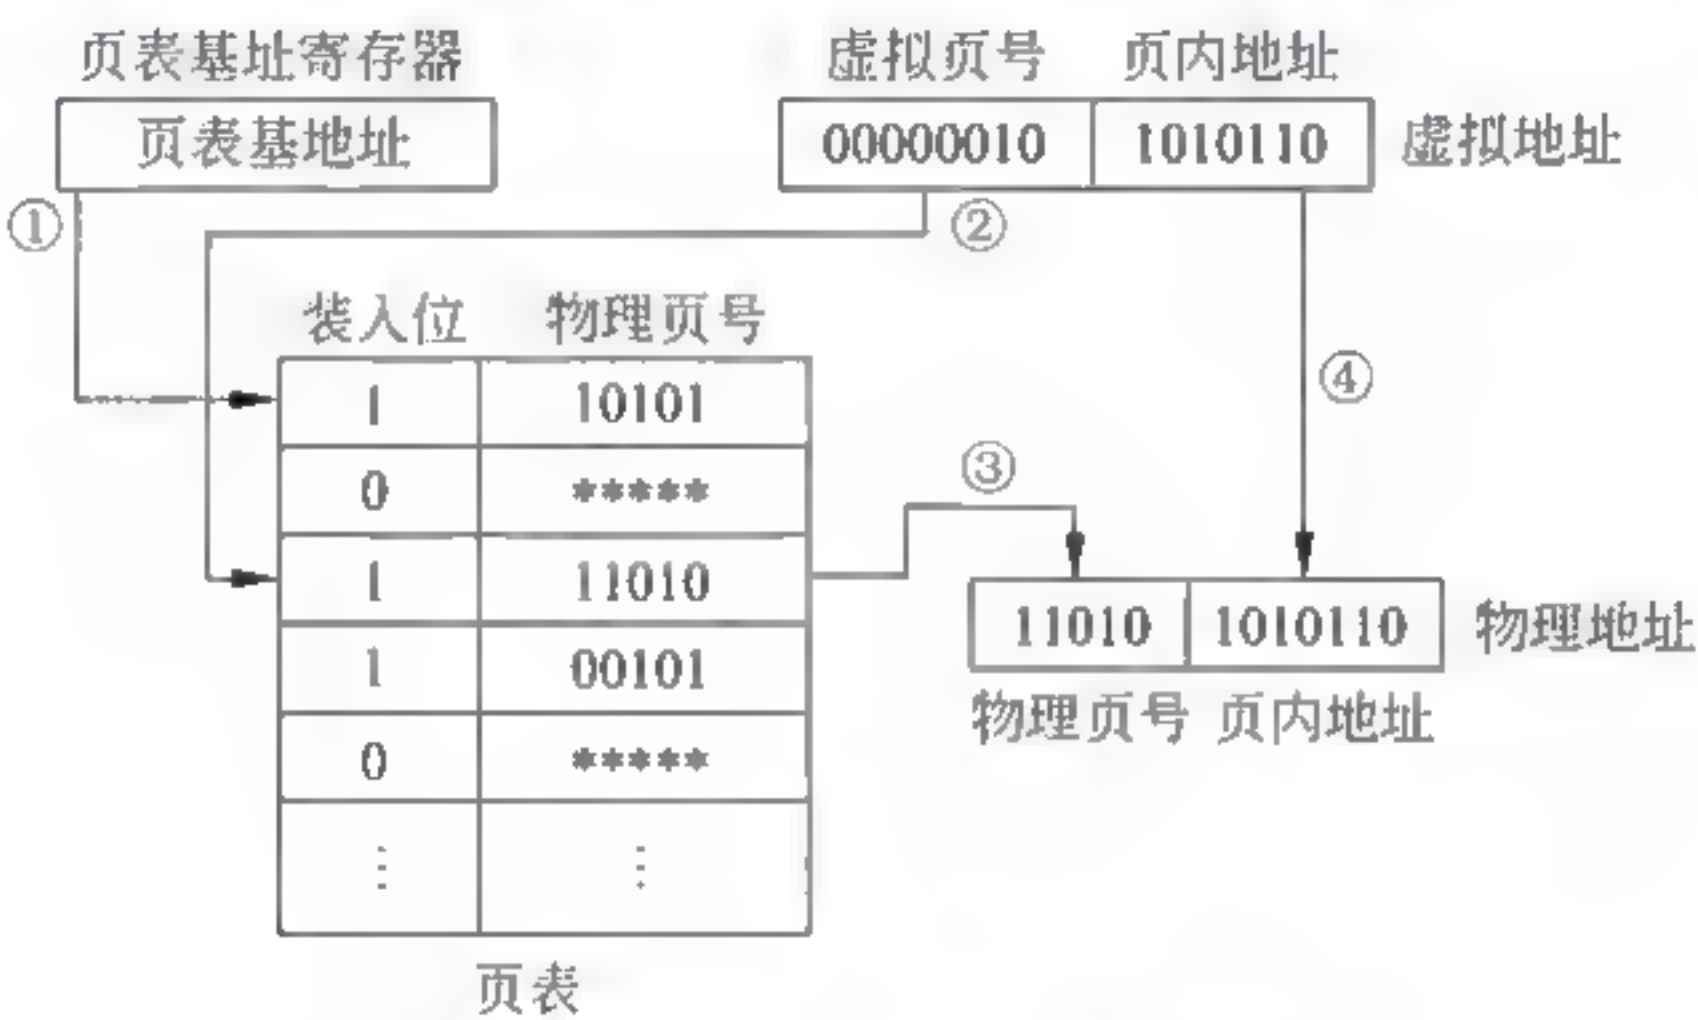 页表基址寄存器
虚拟页号 页内地址
页表基地址
00000010 1010110 虚拟地址
① ②
装入位 物理页号
1 10101
④
0 *****
③
1 11010
11010 1010110 物理地址
1 00101
物理页号 页内地址
0 *****
⋮ ⋮
页表